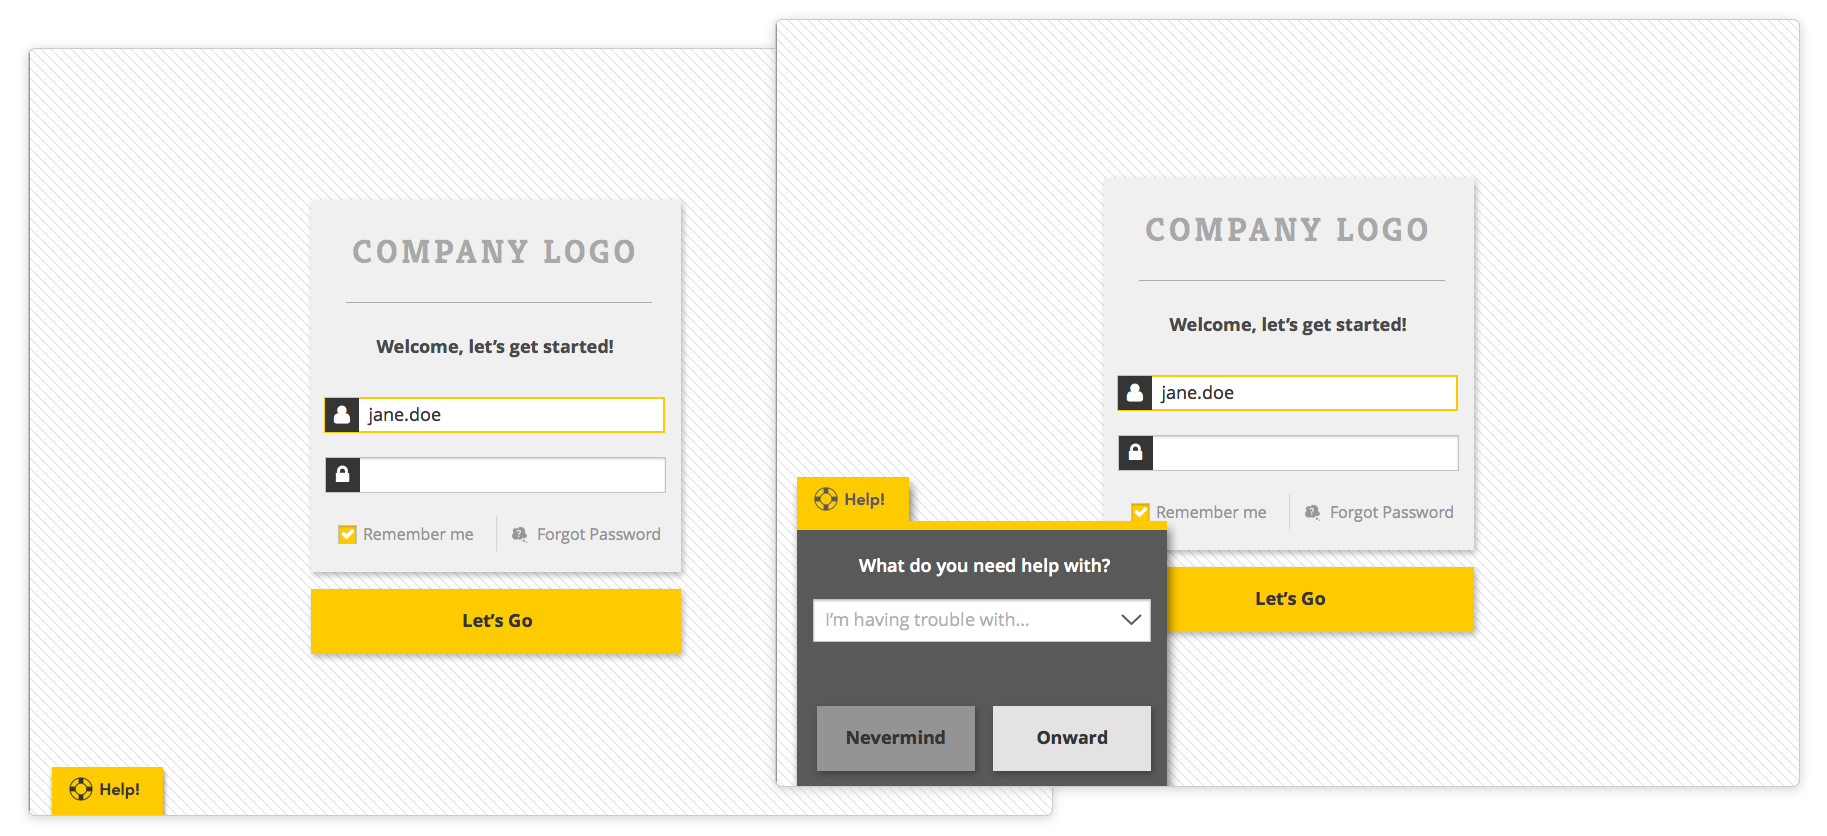 COMPANY LOGO
Welcome, let's get started!
jane.doe
Remember me
Forgot Password
Let's Go
Help!
COMPANY LOGO
Welcome, let's get started!
jane.doe
Remember me
Forgot Password
Let's Go
Help!
What do you need help with?
I'm having trouble with...
Nevermind
Onward